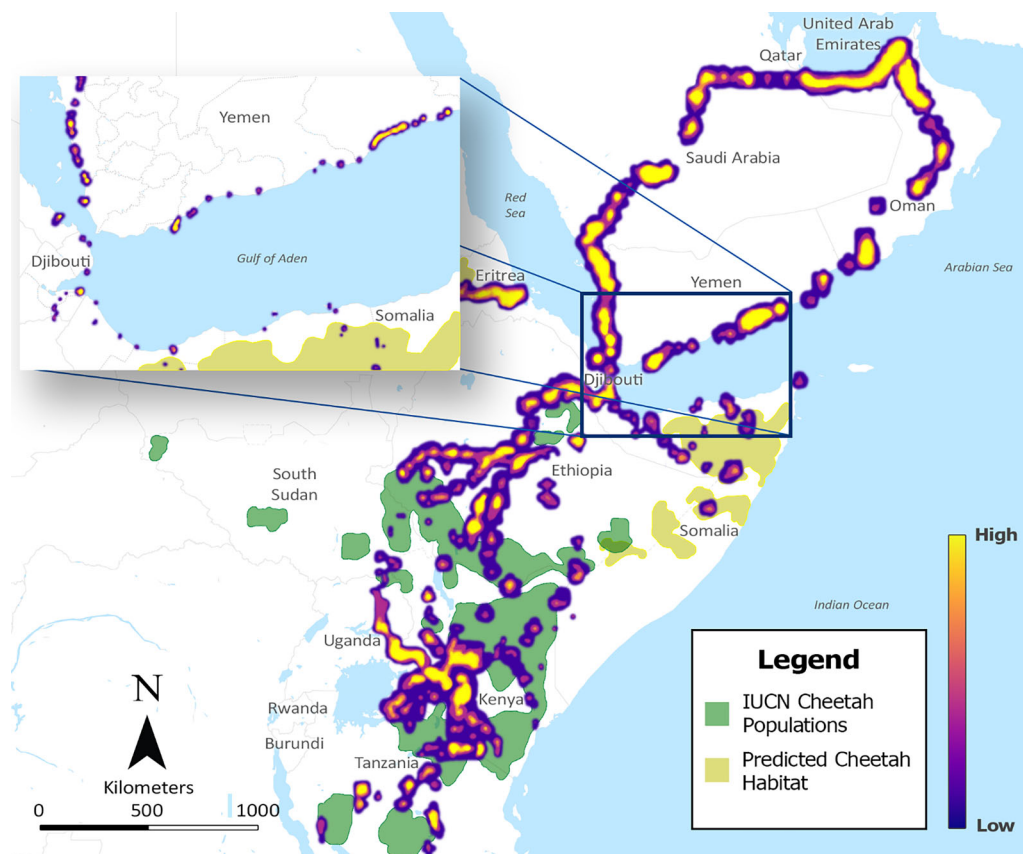 United Arab
Emirates
Qatar
Saudi Arabia
Red
Sea
Oman
Arabian Sea
Yemen
Eritrea
Djibouti
Yemen
Djibouti
Gulf of Aden
Somalia
Ethiopia
South
Sudan
Somalia
Indian Ocean
Uganda
Kenya
Rwanda
Burundi
Tanzania
N
Kilometers
0 500 1000
High
Low
Legend
IUCN Cheetah
Populations
Predicted Cheetah
Habitat